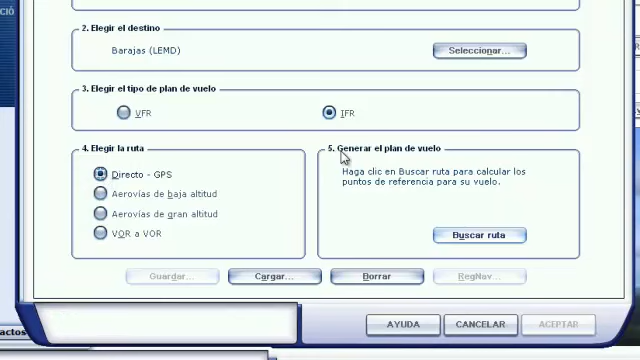 2. Elegir el destino
Barajas (LEMD)
Seleccionar...
3. Elegir el tipo de plan de vuelo
VFR
IFR
4. Elegir la ruta
Directo - GPS
Aerovías de baja altitud
Aerovías de gran altitud
VOR a VOR
5. Generar el plan de vuelo
Haga clic en Buscar ruta para calcular los
puntos de referencia para su vuelo.
Buscar ruta
Guardar...
Cargar...
Borrar
RegNav...
AYUDA
CANCELAR
ACEPTAR
actos